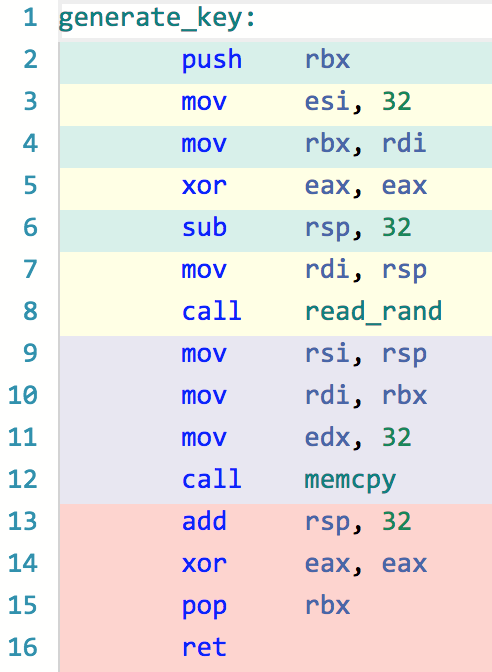 1 generate_key:
2 push rbx
3 mov esi, 32
4 mov rbx, rdi
5 xor eax, eax
6 sub rsp, 32
7 mov rdi, rsp
8 call read_rand
9 mov rsi, rsp
10 mov rdi, rbx
11 mov edx, 32
12 call memcpy
13 add rsp, 32
14 xor eax, eax
15 pop rbx
16 ret